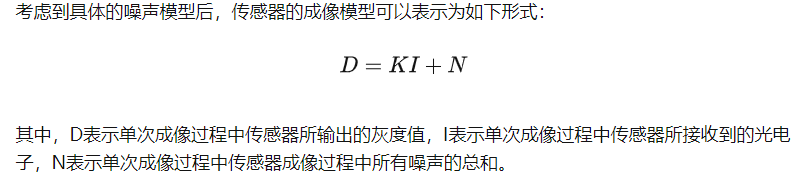 考虑到具体的噪声模型后，传感器的成像模型可以表示为如下形式：
D = KI + N
其中，D表示单次成像过程中传感器所输出的灰度值，I表示单次成像过程中传感器所接收到的光电
子，N表示单次成像过程中传感器成像过程中所有噪声的总和。